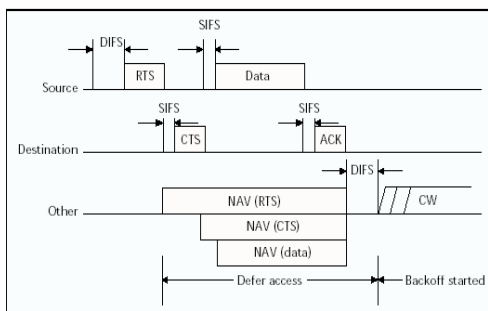 SIFS
DIFS
RTS
Data
Source
SIFS
SIFS
CTS
ACK
Destination
DIFS
NAV (RTS)
CW
Other
NAV (CTS)
NAV (data)
Defer access
Backoff started